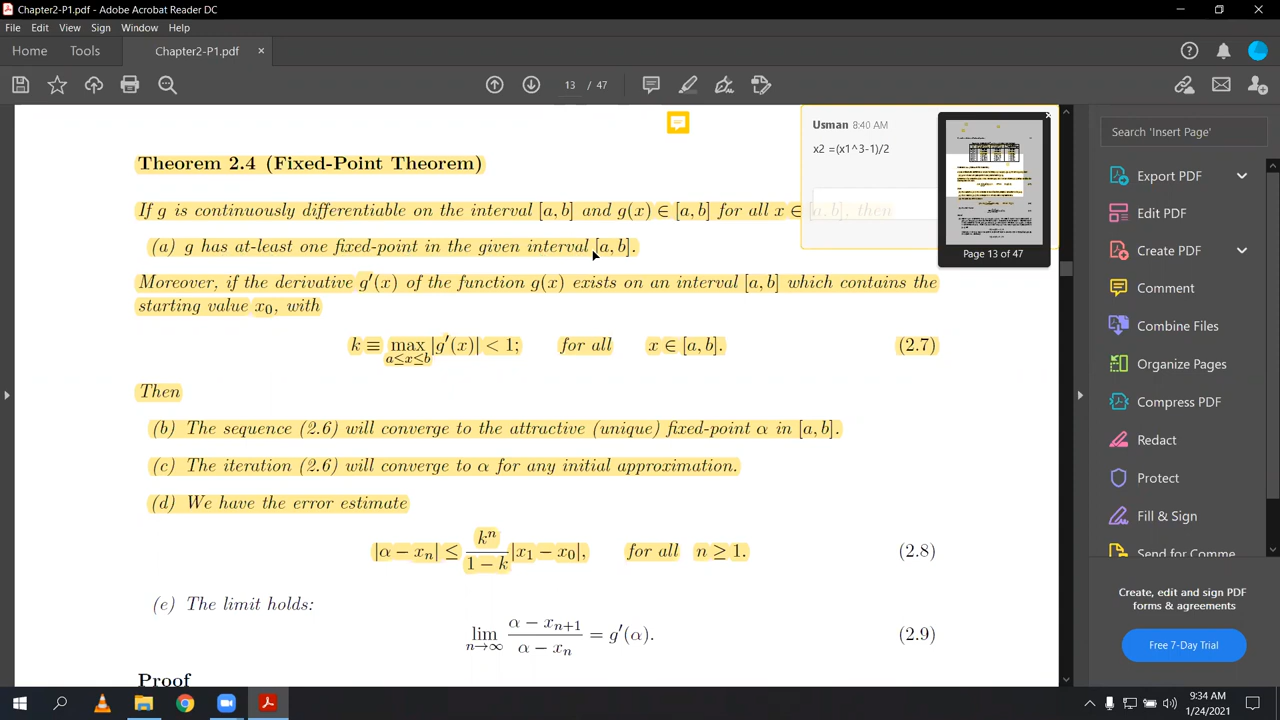 Chapter2-P1.pdf - Adobe Acrobat Reader DC
File Edit View Sign Window Help
Home Tools Chapter2-P1.pdf ×
13 / 47
Usman 8:40 AM
x2 =(x1^3-1)/2
Page 13 of 47
Theorem 2.4 (Fixed-Point Theorem)
If g is continuously differentiable on the interval [a, b] and g(x) ∈ [a, b] for all x ∈ [a, b], then
(a) g has at-least one fixed-point in the given interval [a, b].
Moreover, if the derivative g′(x) of the function g(x) exists on an interval [a, b] which contains the
starting value x₀, with
k ≡ max_{a≤x≤b} |g′(x)| < 1; for all x ∈ [a, b]. (2.7)
Then
(b) The sequence (2.6) will converge to the attractive (unique) fixed-point α in [a, b].
(c) The iteration (2.6) will converge to α for any initial approximation.
(d) We have the error estimate
|α − xₙ| ≤ kⁿ/(1 − k) |x₁ − x₀|, for all n ≥ 1. (2.8)
(e) The limit holds:
lim_{n→∞} (α − xₙ₊₁)/(α − xₙ) = g′(α). (2.9)
Proof
Search 'Insert Page'
Export PDF
Edit PDF
Create PDF
Comment
Combine Files
Organize Pages
Compress PDF
Redact
Protect
Fill & Sign
Send for Comme
Create, edit and sign PDF
forms & agreements
Free 7-Day Trial
9:34 AM
1/24/2021